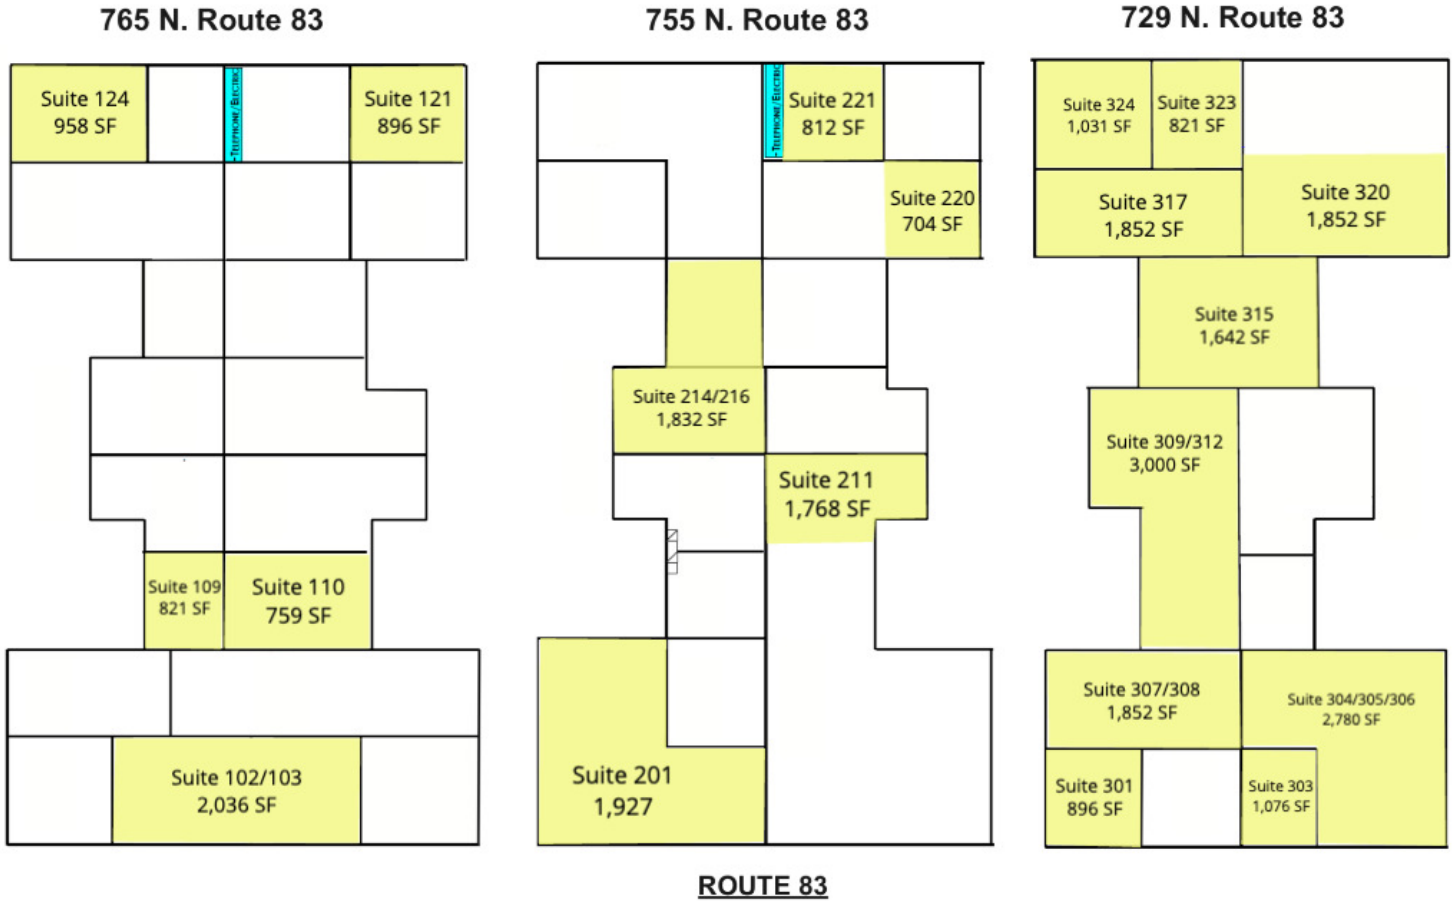 765 N. Route 83
755 N. Route 83
729 N. Route 83
Suite 124
958 SF
TELEPHONE/ELECTRIC
Suite 121
896 SF
Suite 109
821 SF
Suite 110
759 SF
Suite 102/103
2,036 SF
TELEPHONE/ELECTRIC
Suite 221
812 SF
Suite 220
704 SF
Suite 214/216
1,832 SF
Suite 211
1,768 SF
Suite 201
1,927
Suite 324
1,031 SF
Suite 323
821 SF
Suite 317
1,852 SF
Suite 320
1,852 SF
Suite 315
1,642 SF
Suite 309/312
3,000 SF
Suite 307/308
1,852 SF
Suite 304/305/306
2,780 SF
Suite 301
896 SF
Suite 303
1,076 SF
ROUTE 83